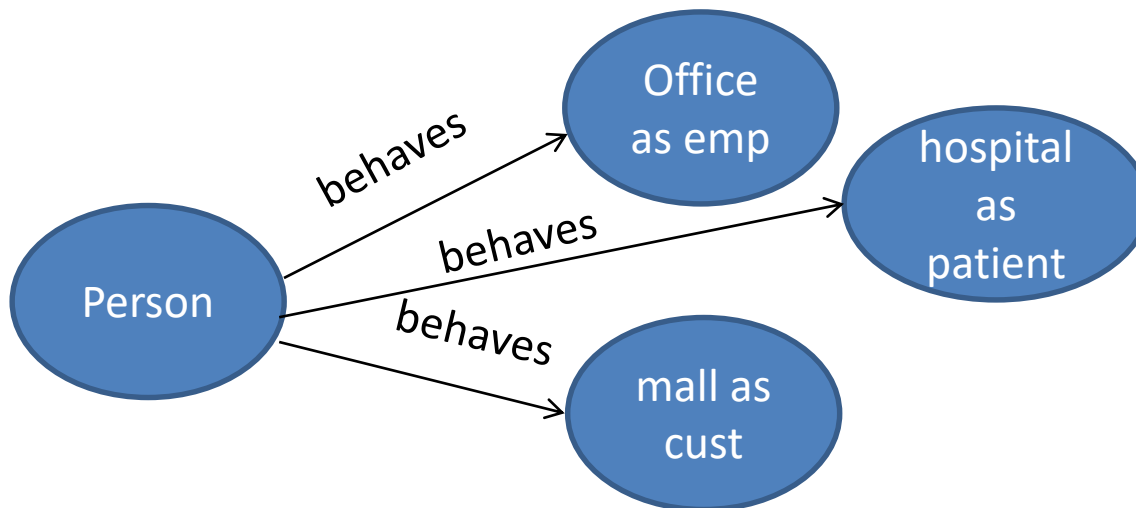 Office
as emp
behaves
hospital
as
patient
behaves
Person
behaves
mall as
cust